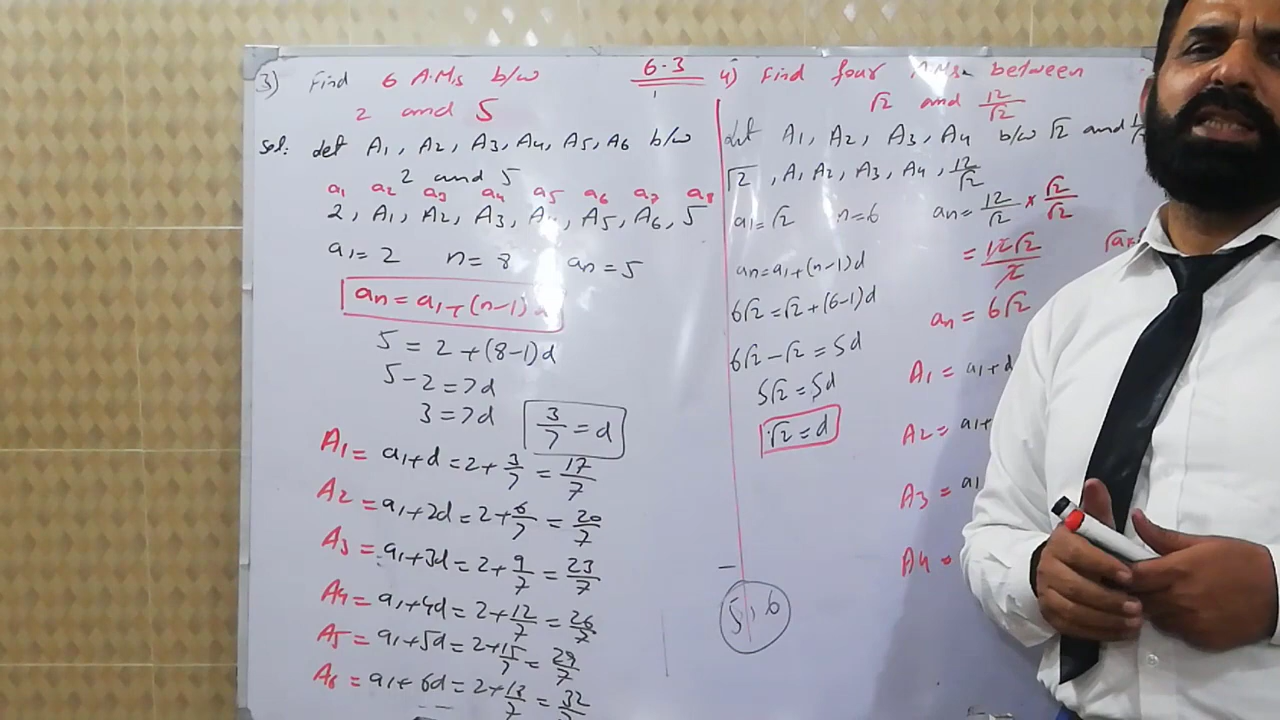 3) Find 6 A.Ms b/w
2 and 5
Sol: Let A1, A2, A3, A4, A5, A6 b/w
2 and 5
a1 a2 a3 a4 a5 a6 a7 a8
2, A1, A2, A3, A4, A5, A6, 5
a1 = 2 n = 8 an = 5
an = a1 + (n-1)d
5 = 2 + (8-1)d
5-2 = 7d
3 = 7d
3/7 = d
A1 = a1+d = 2+3/7 = 17/7
A2 = a1+2d = 2+6/7 = 20/7
A3 = a1+3d = 2+9/7 = 23/7
A4 = a1+4d = 2+12/7 = 26/7
A5 = a1+5d = 2+15/7 = 29/7
A6 = a1+6d = 2+18/7 = 32/7
6.3
4) Find four A.Ms between
√2 and 12/√2
Let A1, A2, A3, A4 b/w √2 and
√2, A1, A2, A3, A4, 12/√2
a1 = √2 n = 6 an = 12/√2 × √2/√2
= 12√2/2
an = 6√2
an = a1+(n-1)d
6√2 = √2+(6-1)d
6√2-√2 = 5d
5√2 = 5d
√2 = d
A1 = a1+d
A2 = a1+
A3 = a1
A4 =
5, 6